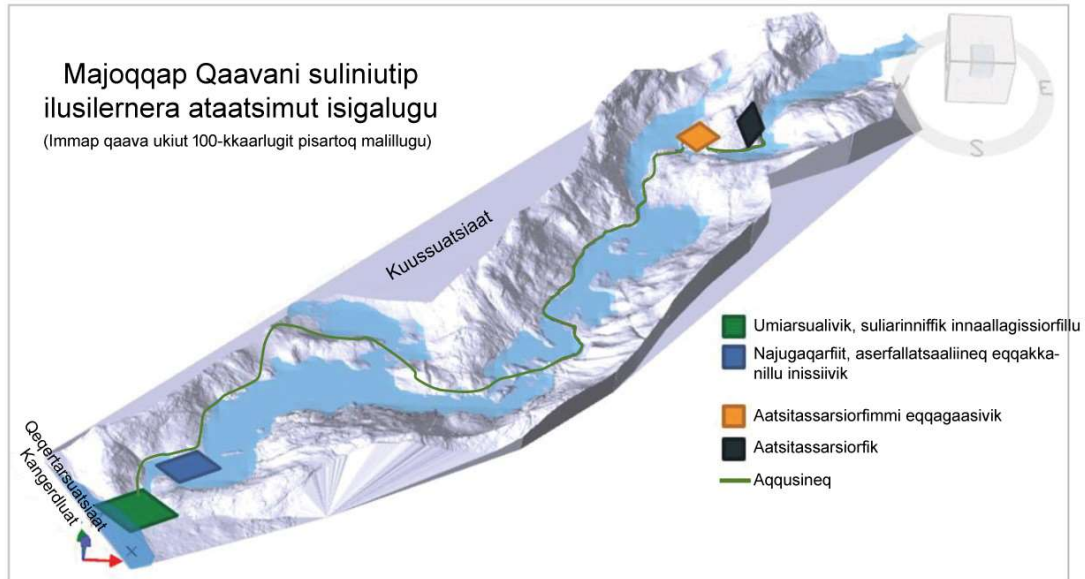 Majoqqap Qaavani suliniutip
ilusilernera ataatsimut isigalugu
(Immap qaava ukiut 100-kkaarlugit pisartoq malillugu)
E
S
Kuussuatsiaat
Umiarsualivik, suliarinniffik innaallagissiorfillu
Najugaqarfiit, aserfallatsaaliineq eqqakka-
nillu inissiivik
Aatsitassarsiorfimmi eqqagaasivik
Aatsitassarsiorfik
Aqqusineq
Qeqertarsuatsiaat
Kangerdluat
X